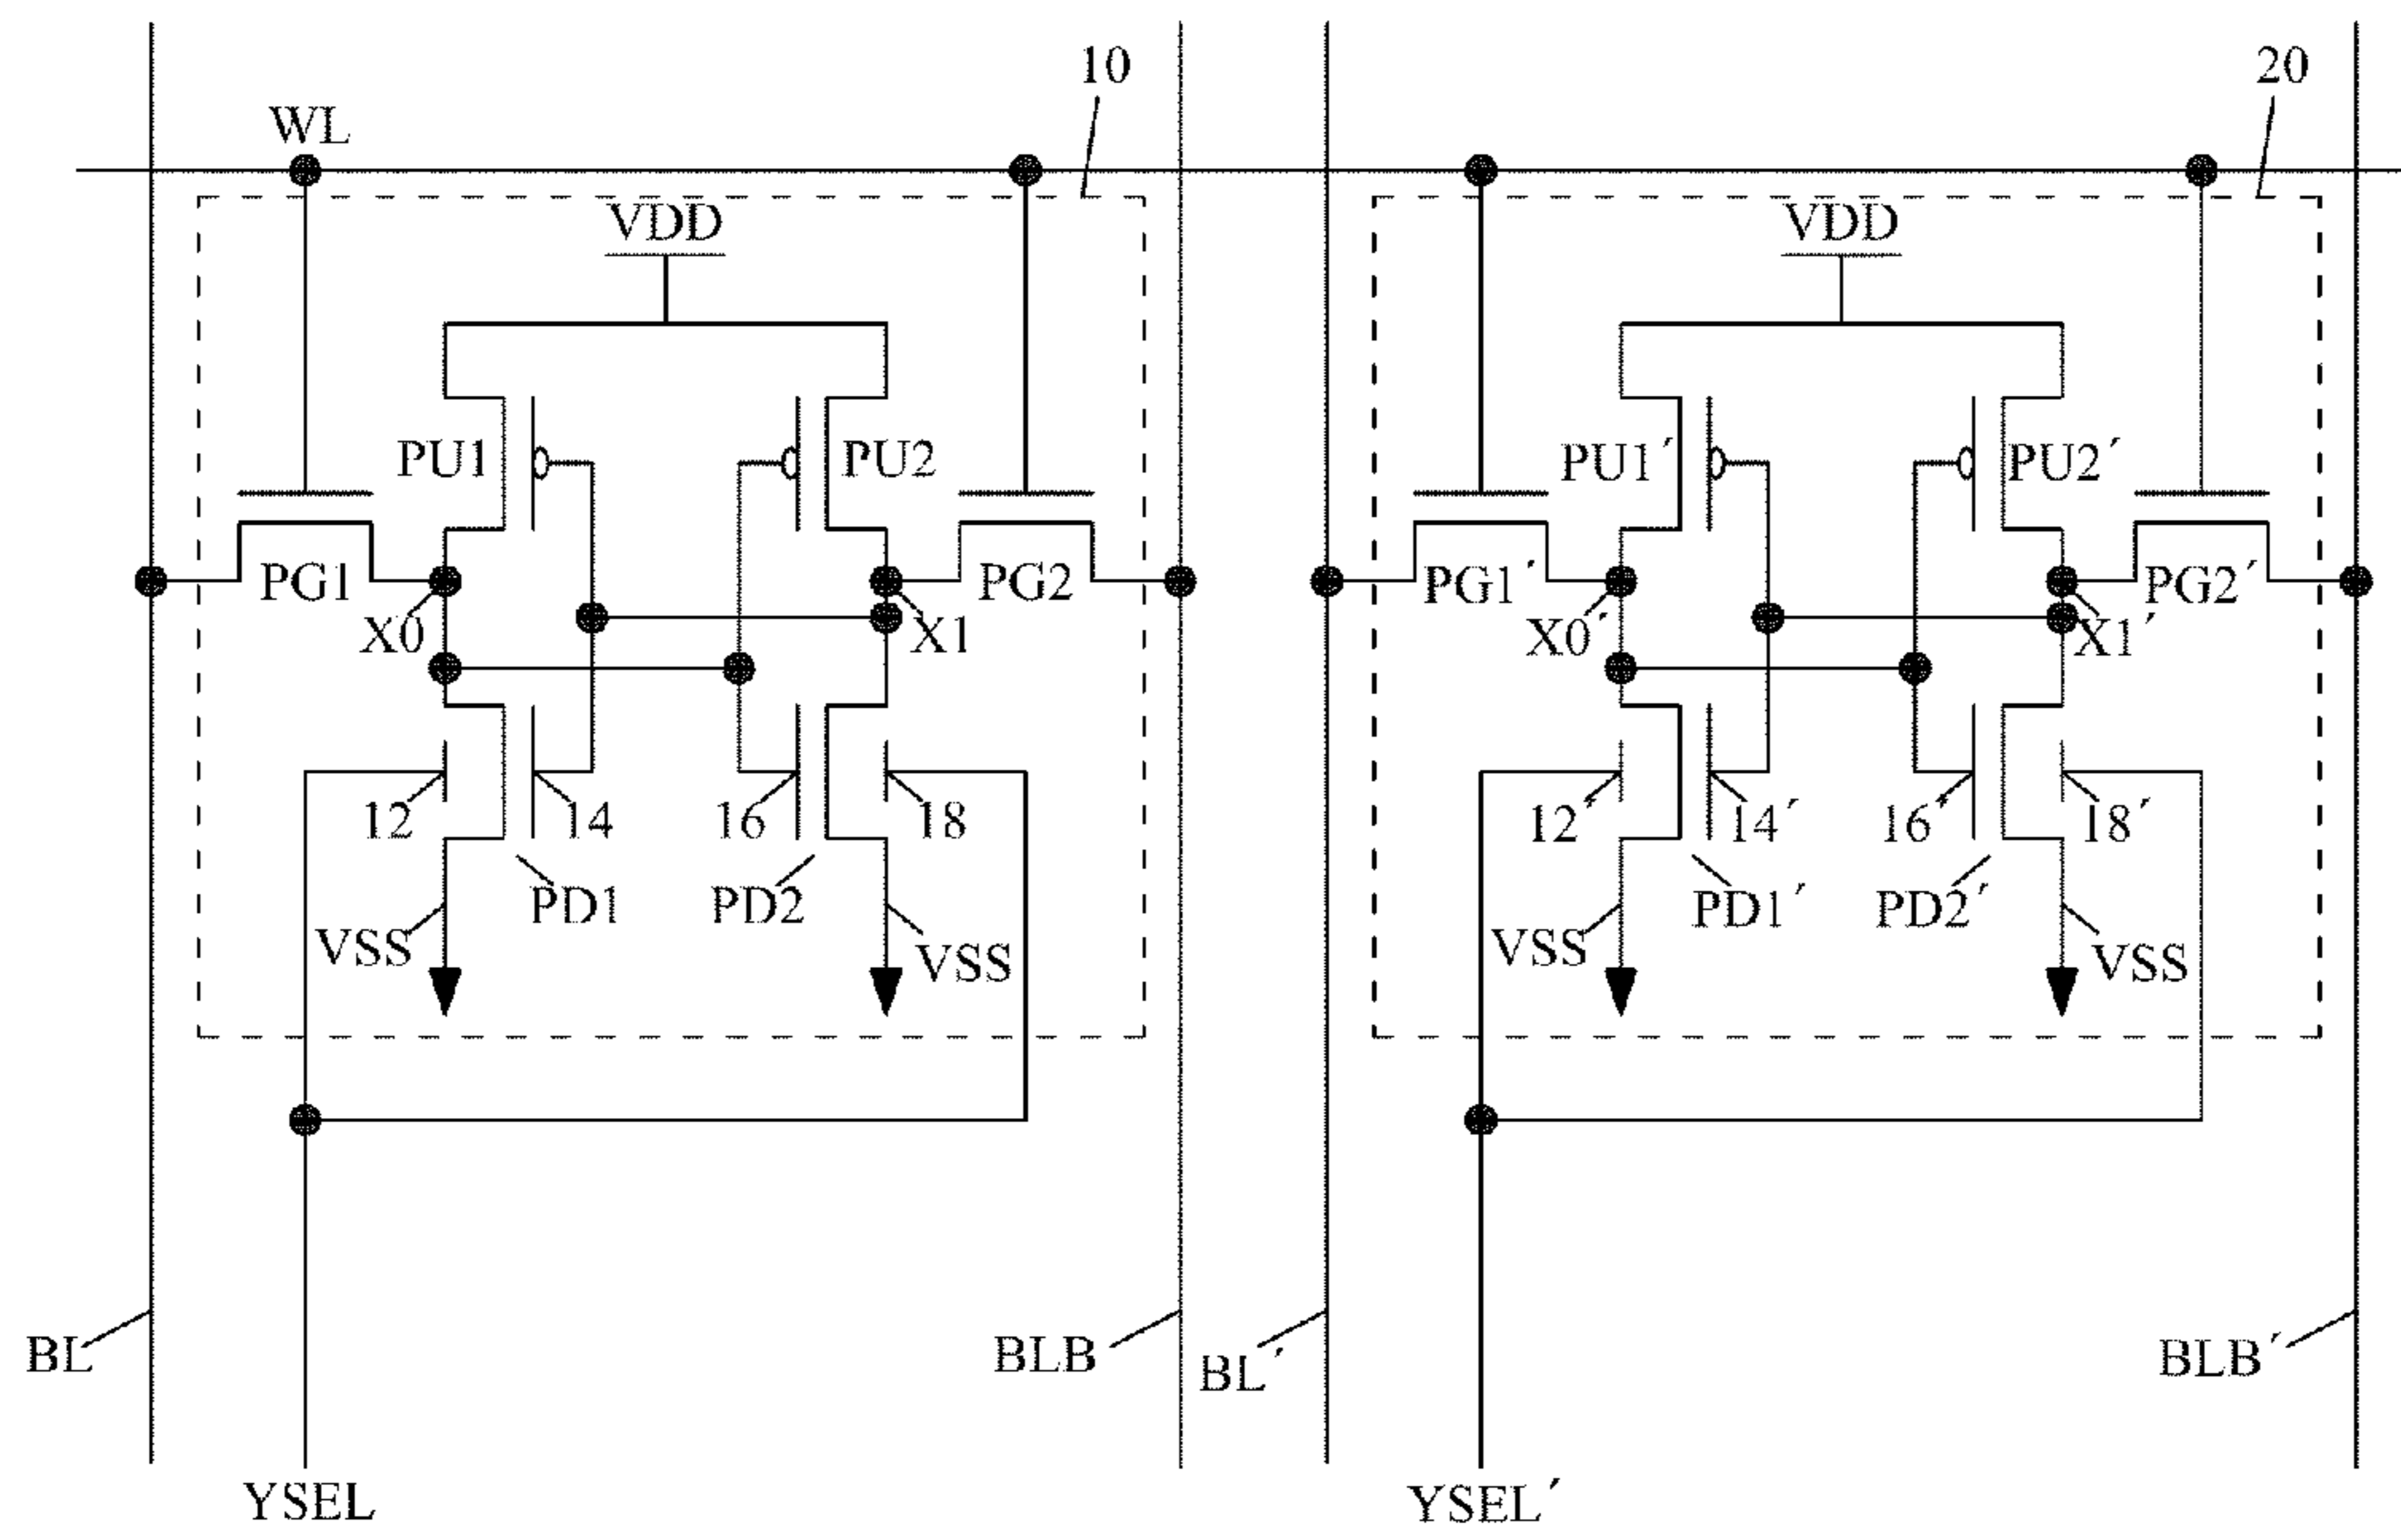 10
20
WL
VDD
VDD
PU1
PU2
PU1´
PU2´
PG1
PG2
PG1´
PG2´
X0
X1
X0´
X1´
12
14
16
18
12´
14´
16´
18´
PD1
PD2
PD1´
PD2´
VSS
VSS
VSS
VSS
BL
BLB
BL´
BLB´
YSEL
YSEL´